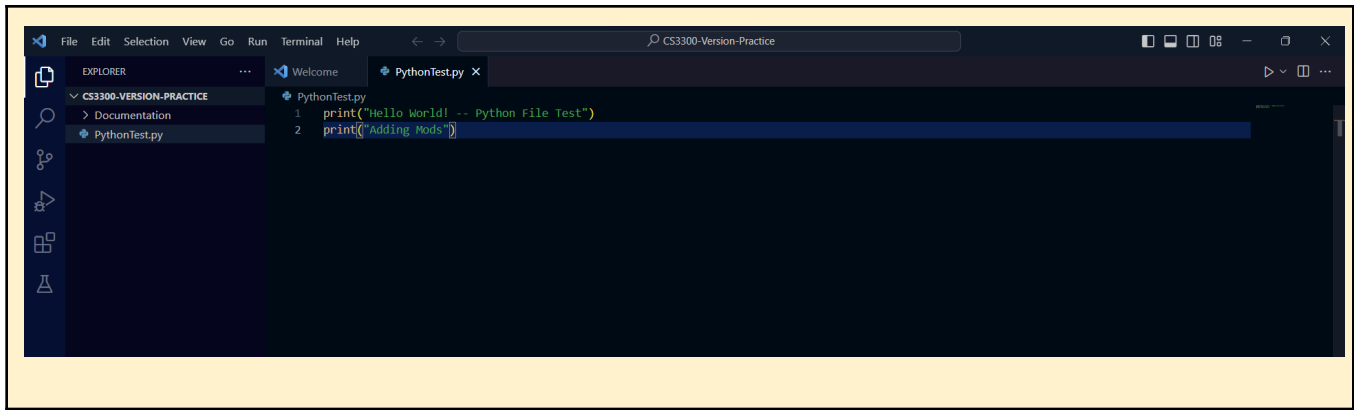 File Edit Selection View Go Run Terminal Help
CS3300-Version-Practice
EXPLORER
Welcome
PythonTest.py
CS3300-VERSION-PRACTICE
Documentation
PythonTest.py
PythonTest.py
1 print("Hello World! -- Python File Test")
2 print("Adding Mods")